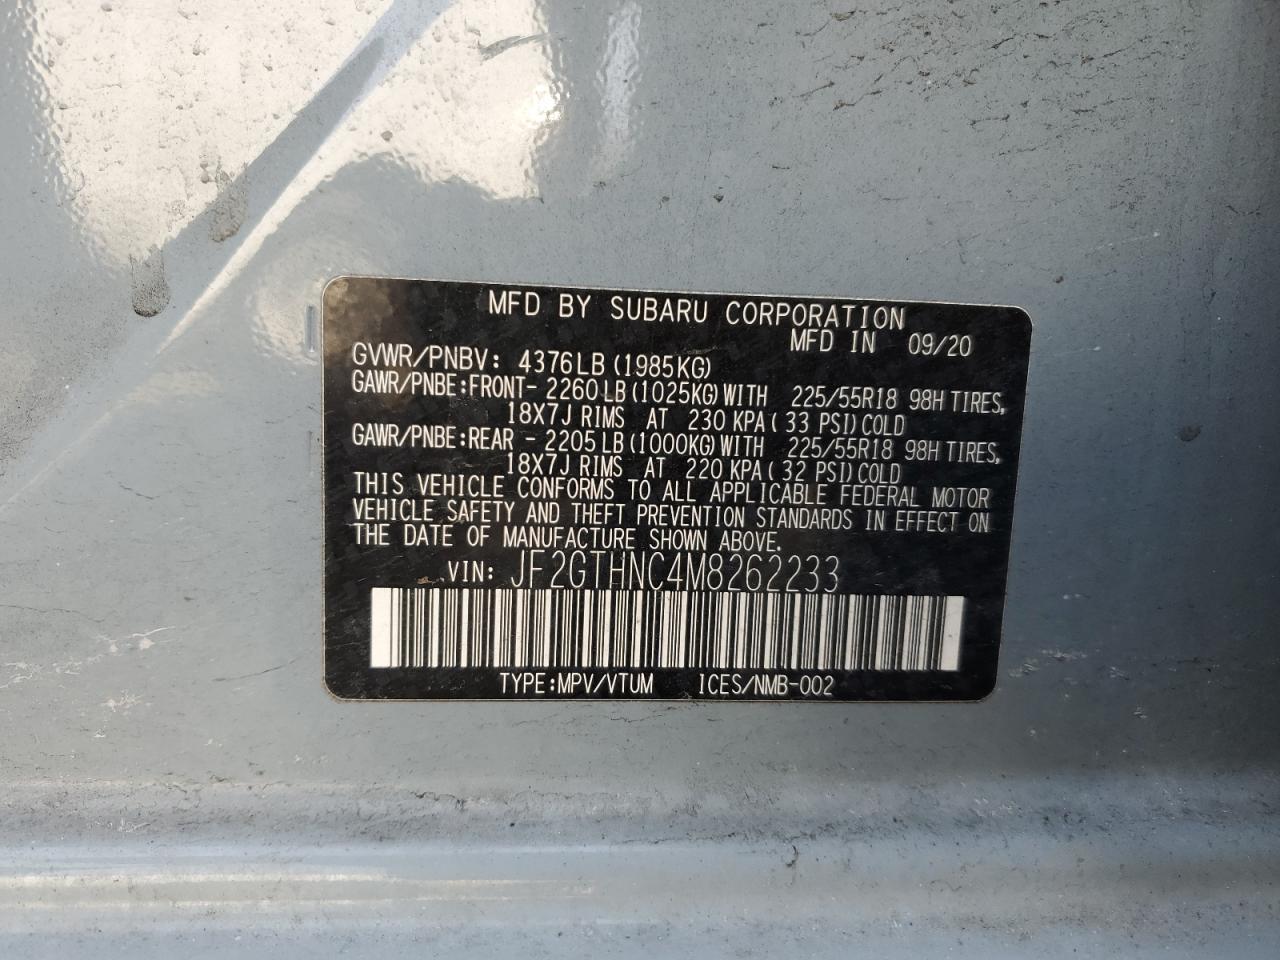 MFD BY SUBARU CORPORATION
MFD IN 09/20
GVWR/PNBV: 4376LB (1985KG)
GAWR/PNBE:FRONT- 2260LB (1025KG) WITH 225/55R18 98H TIRES,
18X7J RIMS AT 230 KPA ( 33 PSI) COLD
GAWR/PNBE:REAR - 2205LB (1000KG) WITH 225/55R18 98H TIRES,
18X7J RIMS AT 220 KPA ( 32 PSI) COLD
THIS VEHICLE CONFORMS TO ALL APPLICABLE FEDERAL MOTOR
VEHICLE SAFETY AND THEFT PREVENTION STANDARDS IN EFFECT ON
THE DATE OF MANUFACTURE SHOWN ABOVE.
VIN: JF2GTHNC4M8262233
TYPE:MPV/VTUM ICES/NMB-002